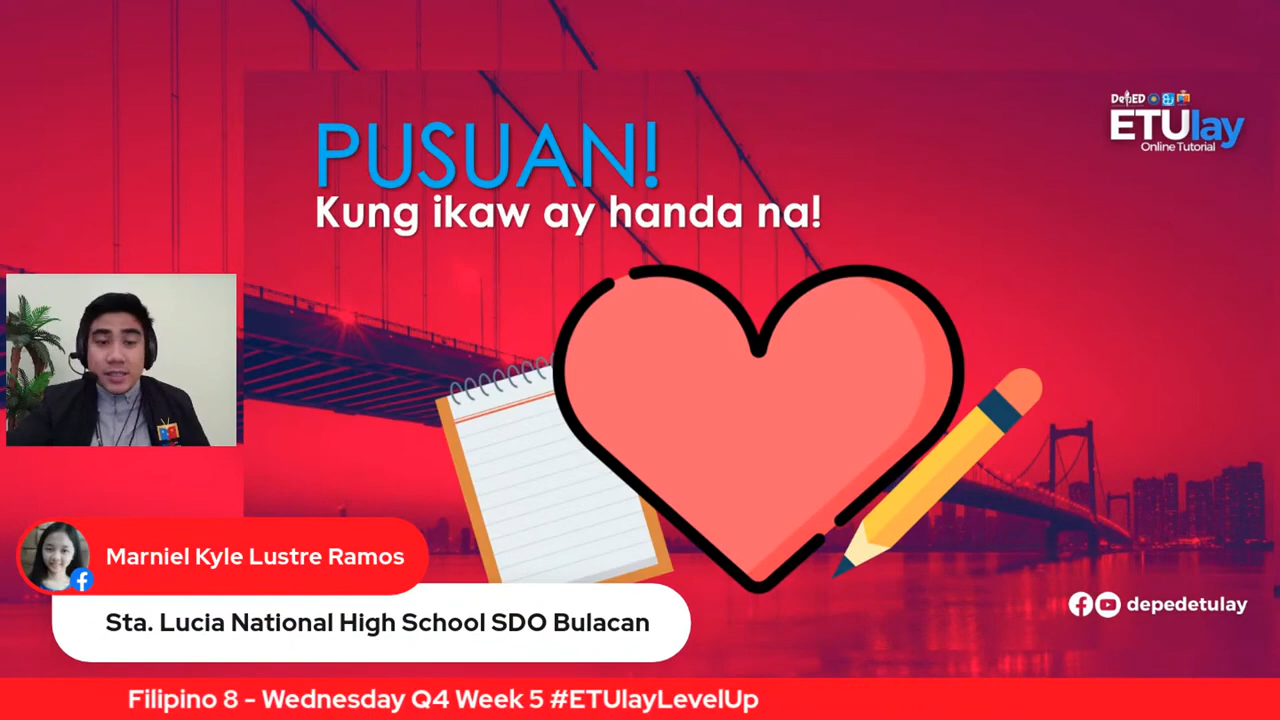 PUSUAN!
Kung ikaw ay handa na!
DepED
ETUlay
Online Tutorial
Marniel Kyle Lustre Ramos
Sta. Lucia National High School SDO Bulacan
depedetulay
Filipino 8 - Wednesday Q4 Week 5 #ETUlayLevelUp